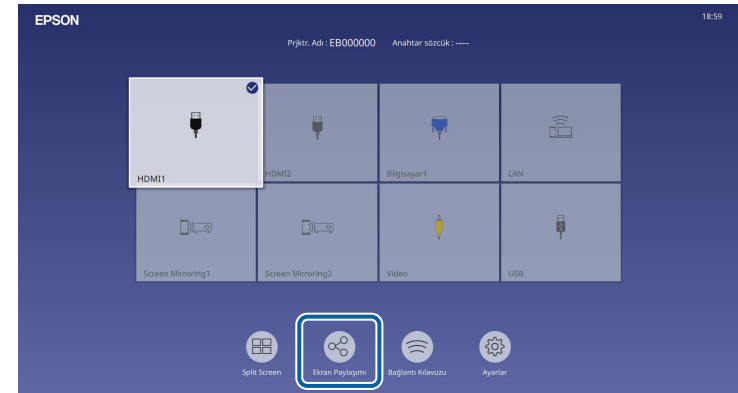 EPSON
18:59
Prjktr. Adı : EB000000 Anahtar sözcük : ----
HDMI1
HDMI2
Bilgisayar1
LAN
Screen Mirroring1
Screen Mirroring2
Video
USB
Split Screen
Ekran Paylaşımı
Bağlantı Kılavuzu
Ayarlar